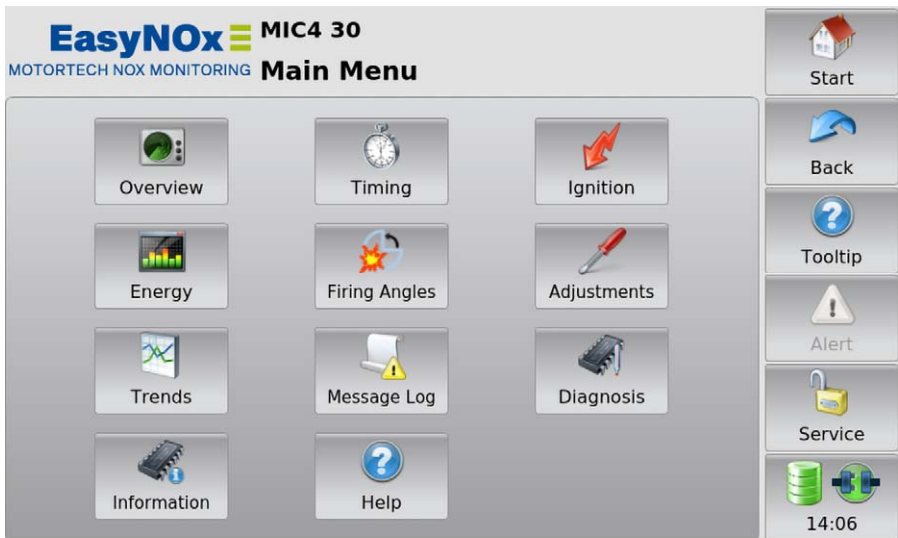 EasyNOx
MIC4 30
MOTORTECH NOX MONITORING
Main Menu
Overview
Timing
Ignition
Energy
Firing Angles
Adjustments
Trends
Message Log
Diagnosis
Information
Help
Start
Back
Tooltip
Alert
Service
14:06